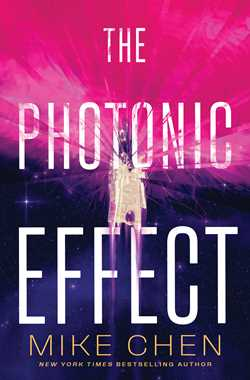 THE
PHOTONIC
EFFECT
MIKE CHEN
NEW YORK TIMES BESTSELLING AUTHOR